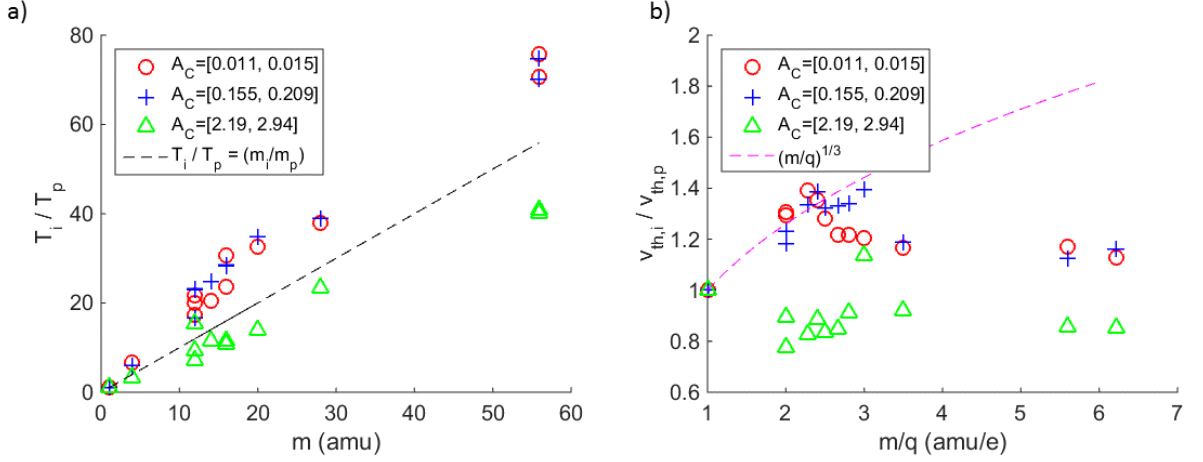 a)
T_i / T_p
80
60
40
20
0
A_C=[0.011, 0.015]
A_C=[0.155, 0.209]
A_C=[2.19, 2.94]
T_i / T_p = (m_i/m_p)
0 10 20 30 40 50 60
m (amu)
b)
v_th,i / v_th,p
2
1.8
1.6
1.4
1.2
1
0.8
0.6
A_C=[0.011, 0.015]
A_C=[0.155, 0.209]
A_C=[2.19, 2.94]
(m/q)^1/3
1 2 3 4 5 6 7
m/q (amu/e)